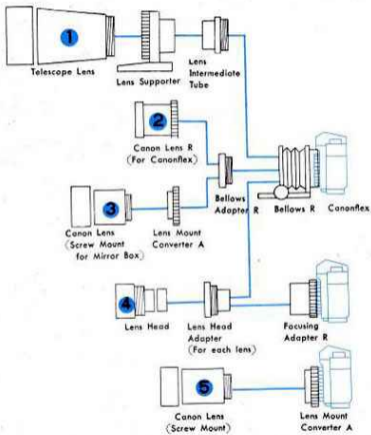 1
Telescope Lens
Lens Supporter
Lens
Intermediate
Tube
2
Canon Lens R
(For Canonflex)
Bellows
Adapter R
Bellows R
Canonflex
3
Canon Lens
(Screw Mount
for Mirror Box)
Lens Mount
Converter A
4
Lens Head
Lens Head
Adapter
(For each lens)
Focusing
Adapter R
5
Canon Lens
(Screw Mount)
Lens Mount
Converter A